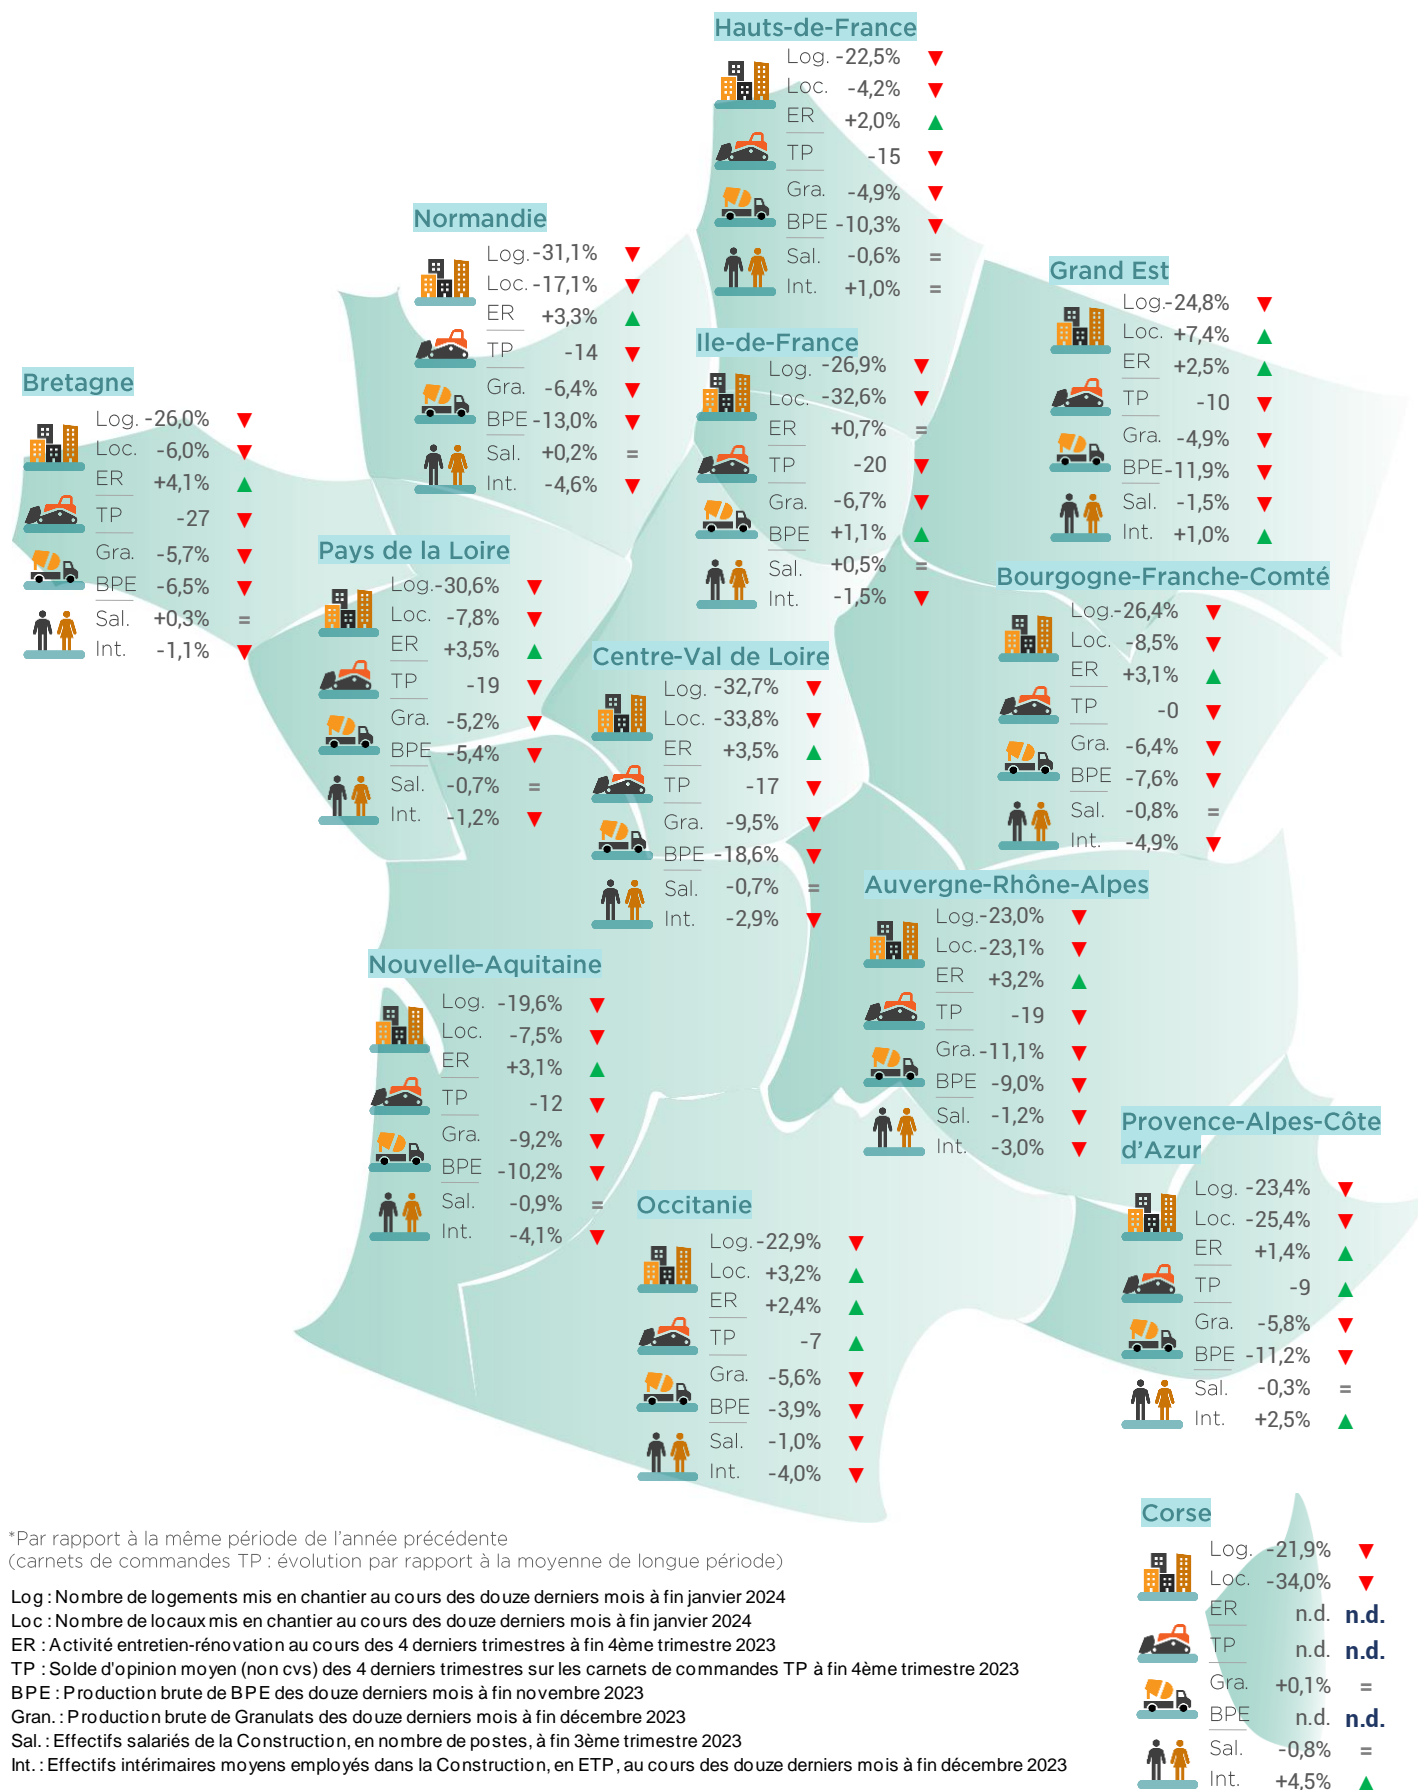 Hauts-de-France
Log. -22,5% ▼
Loc. -4,2% ▼
ER +2,0% ▲
TP -15 ▼
Gra. -4,9% ▼
BPE -10,3% ▼
Sal. -0,6% =
Int. +1,0% =
Normandie
Log. -31,1% ▼
Loc. -17,1% ▼
ER +3,3% ▲
TP -14 ▼
Gra. -6,4% ▼
BPE -13,0% ▼
Sal. +0,2% =
Int. -4,6% ▼
Grand Est
Log. -24,8% ▼
Loc. +7,4% ▲
ER +2,5% ▲
TP -10 ▼
Gra. -4,9% ▼
BPE -11,9% ▼
Sal. -1,5% ▼
Int. +1,0% ▲
Ile-de-France
Log. -26,9% ▼
Loc. -32,6% ▼
ER +0,7% =
TP -20 ▼
Gra. -6,7% ▼
BPE +1,1% ▲
Sal. +0,5% =
Int. -1,5% ▼
Bretagne
Log. -26,0% ▼
Loc. -6,0% ▼
ER +4,1% ▲
TP -27 ▼
Gra. -5,7% ▼
BPE -6,5% ▼
Sal. +0,3% =
Int. -1,1% ▼
Pays de la Loire
Log. -30,6% ▼
Loc. -7,8% ▼
ER +3,5% ▲
TP -19 ▼
Gra. -5,2% ▼
BPE -5,4% ▼
Sal. -0,7% =
Int. -1,2% ▼
Bourgogne-Franche-Comté
Log. -26,4% ▼
Loc. -8,5% ▼
ER +3,1% ▲
TP -0 ▼
Gra. -6,4% ▼
BPE -7,6% ▼
Sal. -0,8% =
Int. -4,9% ▼
Centre-Val de Loire
Log. -32,7% ▼
Loc. -33,8% ▼
ER +3,5% ▲
TP -17 ▼
Gra. -9,5% ▼
BPE -18,6% ▼
Sal. -0,7% =
Int. -2,9% ▼
Auvergne-Rhône-Alpes
Log. -23,0% ▼
Loc. -23,1% ▼
ER +3,2% ▲
TP -19 ▼
Gra. -11,1% ▼
BPE -9,0% ▼
Sal. -1,2% ▼
Int. -3,0% ▼
Nouvelle-Aquitaine
Log. -19,6% ▼
Loc. -7,5% ▼
ER +3,1% ▲
TP -12 ▼
Gra. -9,2% ▼
BPE -10,2% ▼
Sal. -0,9% =
Int. -4,1% ▼
Provence-Alpes-Côte
d'Azur
Log. -23,4% ▼
Loc. -25,4% ▼
ER +1,4% ▲
TP -9 ▲
Gra. -5,8% ▼
BPE -11,2% ▼
Sal. -0,3% =
Int. +2,5% ▲
Occitanie
Log. -22,9% ▼
Loc. +3,2% ▲
ER +2,4% ▲
TP -7 ▲
Gra. -5,6% ▼
BPE -3,9% ▼
Sal. -1,0% ▼
Int. -4,0% ▼
Corse
Log. -21,9% ▼
Loc. -34,0% ▼
ER n.d. n.d.
TP n.d. n.d.
Gra. +0,1% =
BPE n.d. n.d.
Sal. -0,8% =
Int. +4,5% ▲
*Par rapport à la même période de l'année précédente
(carnets de commandes TP : évolution par rapport à la moyenne de longue période)
Log : Nombre de logements mis en chantier au cours des douze derniers mois à fin janvier 2024
Loc : Nombre de locaux mis en chantier au cours des douze derniers mois à fin janvier 2024
ER : Activité entretien-rénovation au cours des 4 derniers trimestres à fin 4ème trimestre 2023
TP : Solde d'opinion moyen (non cvs) des 4 derniers trimestres sur les carnets de commandes TP à fin 4ème trimestre 2023
BPE : Production brute de BPE des douze derniers mois à fin novembre 2023
Gran. : Production brute de Granulats des douze derniers mois à fin décembre 2023
Sal. : Effectifs salariés de la Construction, en nombre de postes, à fin 3ème trimestre 2023
Int. : Effectifs intérimaires moyens employés dans la Construction, en ETP, au cours des douze derniers mois à fin décembre 2023